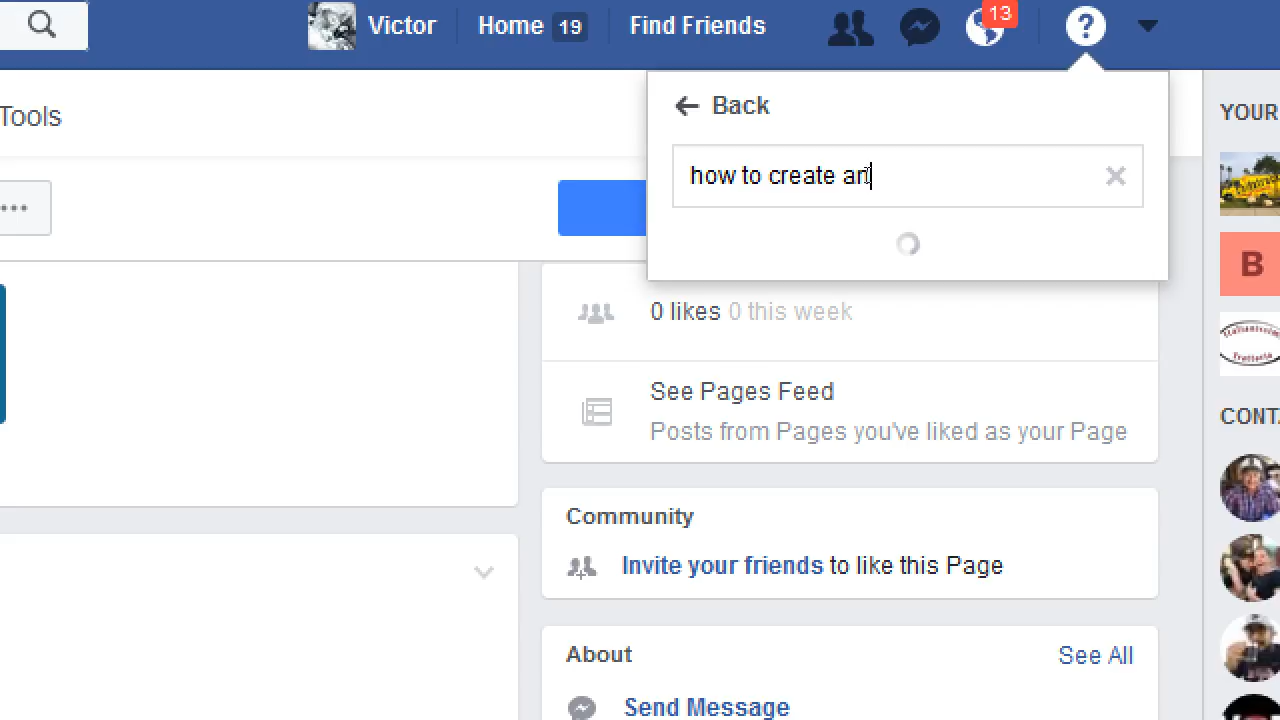 Victor
Home 19
Find Friends
13
?
Tools
Back
how to create an
YOUR
B
0 likes 0 this week
See Pages Feed
Posts from Pages you've liked as your Page
CONT
Community
Invite your friends to like this Page
About
See All
Send Message